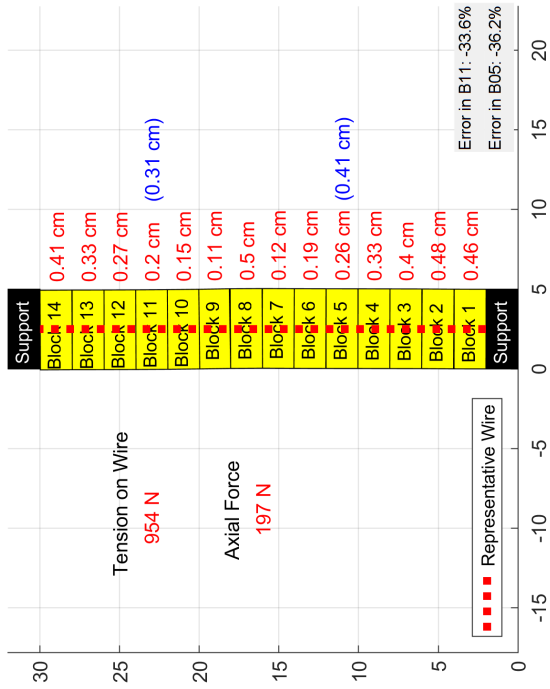 Support
Block 14
0.41 cm
Block 13
0.33 cm
Block 12
0.27 cm
Block 11
0.2 cm
(0.31 cm)
Block 10
0.15 cm
Block 9
0.11 cm
Block 8
0.5 cm
Block 7
0.12 cm
Block 6
0.19 cm
Block 5
0.26 cm
(0.41 cm)
Block 4
0.33 cm
Block 3
0.4 cm
Block 2
0.48 cm
Block 1
0.46 cm
Support
Tension on Wire
954 N
Axial Force
197 N
Representative Wire
Error in B11: -33.6%
Error in B05: -36.2%
30
25
20
15
10
5
0
-15
-10
-5
0
5
10
15
20